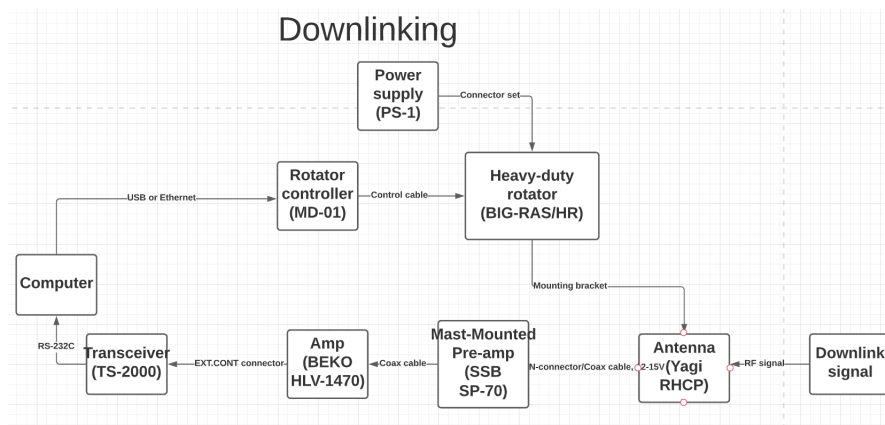 Downlinking
Power
supply
(PS-1)
Connector set
Rotator
controller
(MD-01)
Heavy-duty
rotator
(BIG-RAS/HR)
USB or Ethernet
Control cable
Computer
Mounting bracket
RS-232C
Transceiver
(TS-2000)
EXT.CONT connector
Amp
(BEKO
HLV-1470)
Coax cable
Mast-Mounted
Pre-amp
(SSB
SP-70)
N-connector/Coax cable, 2-15V
Antenna
(Yagi
RHCP)
RF signal
Downlink
signal